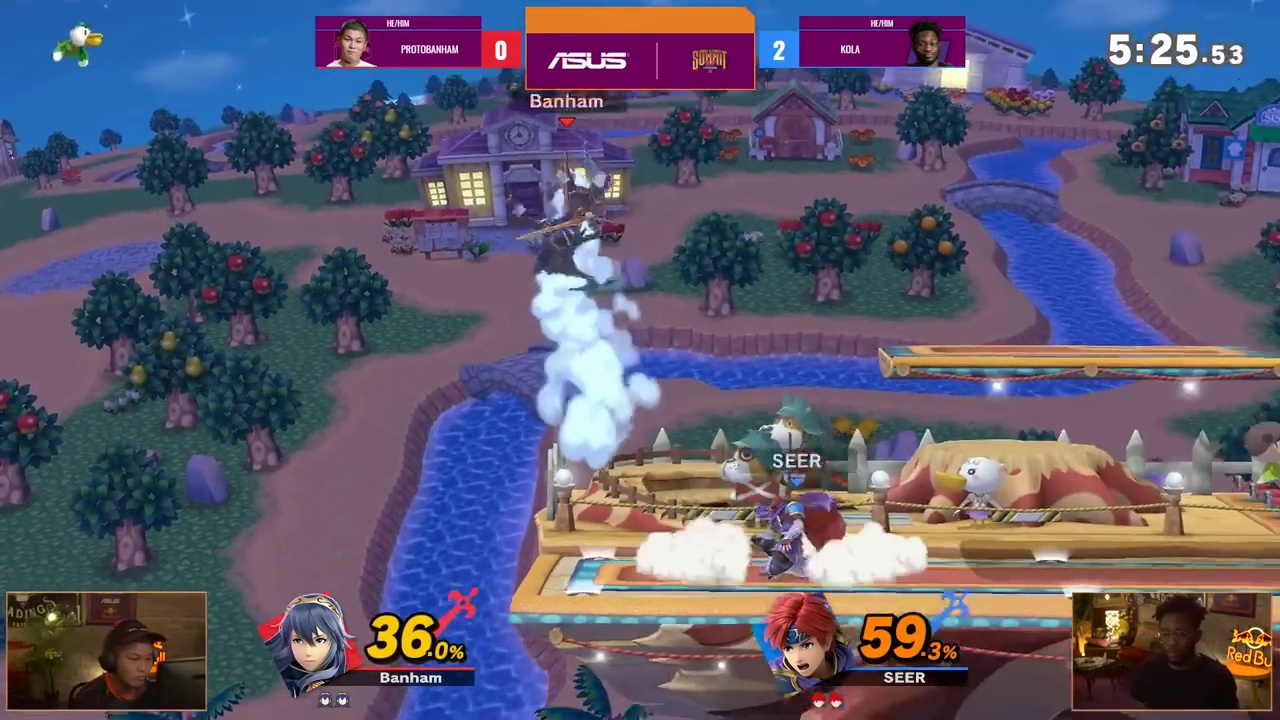 HE/HIM
PROTOBANHAM
0
ASUS
SUMMIT
2
HE/HIM
KOLA
5:25.53
Banham
SEER
36.0%
Banham
59.3%
SEER
ASUS
Red Bu